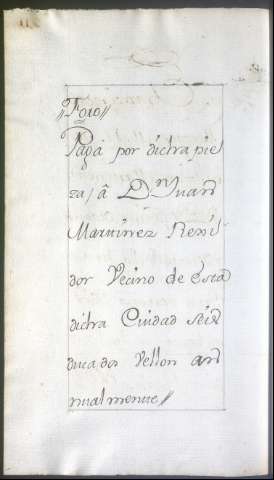 //Foro//
Paga por dicha pie
za / â Dn Juan
Martinez Rexi-
dor Vecino de esta
dicha Ciudad seis
ducados vellon an
nualmente//